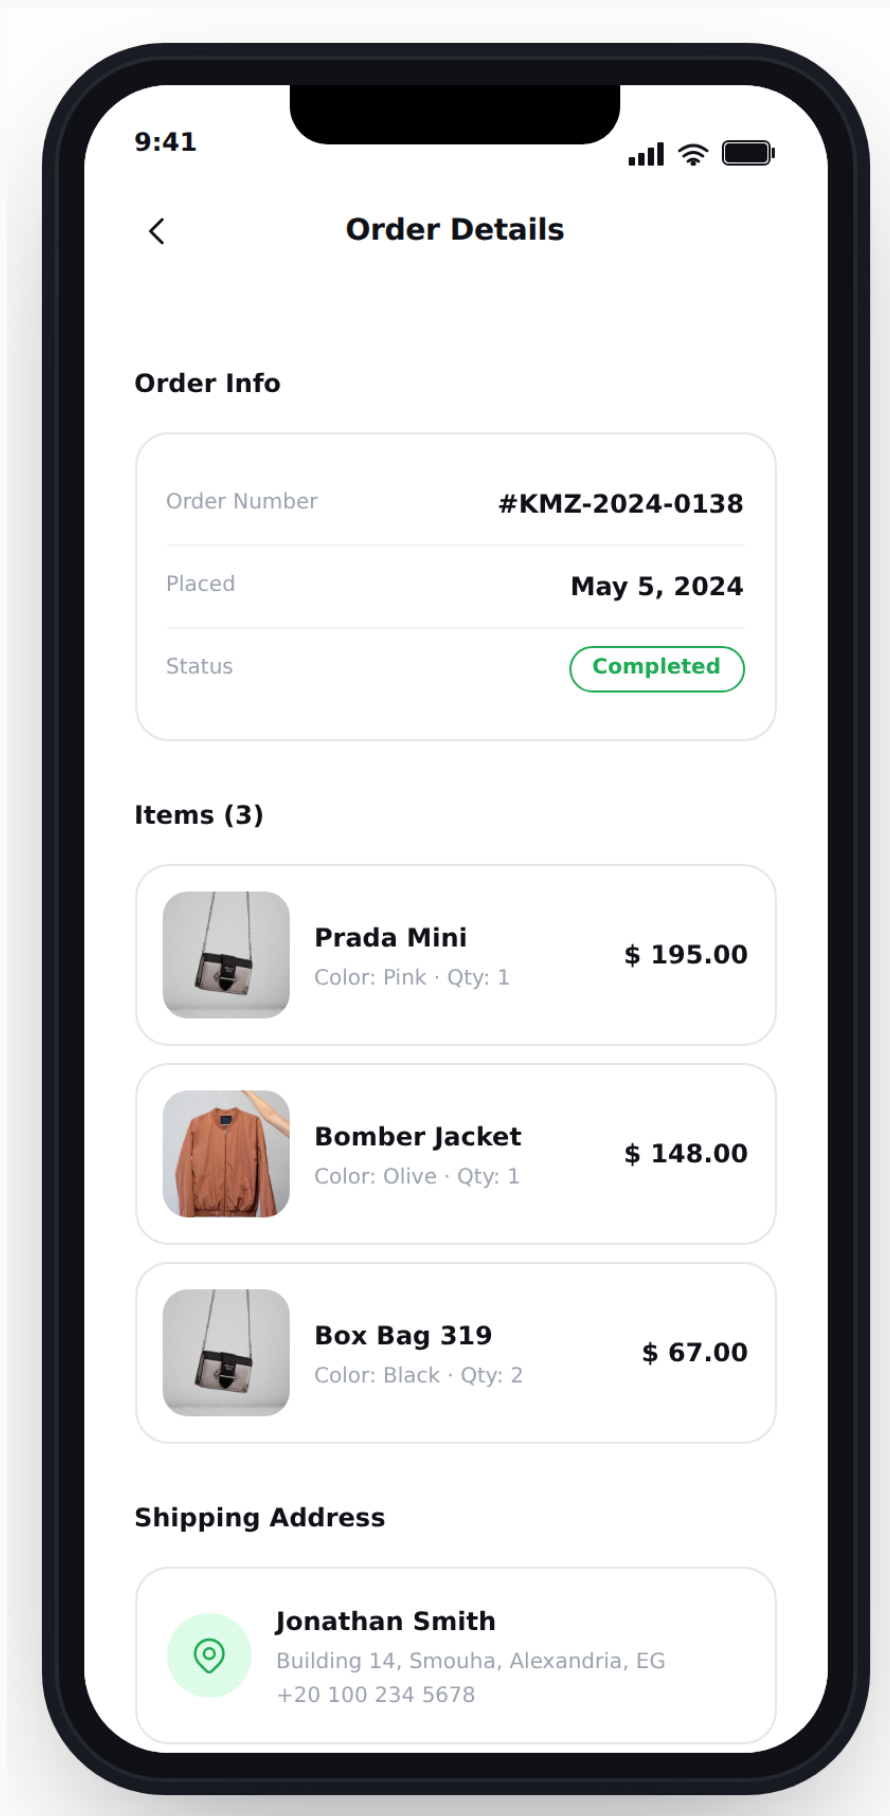 9:41
Order Details
Order Info
Order Number #KMZ-2024-0138
Placed May 5, 2024
Status Completed
Items (3)
Prada Mini
Color: Pink · Qty: 1
$ 195.00
Bomber Jacket
Color: Olive · Qty: 1
$ 148.00
Box Bag 319
Color: Black · Qty: 2
$ 67.00
Shipping Address
Jonathan Smith
Building 14, Smouha, Alexandria, EG
+20 100 234 5678